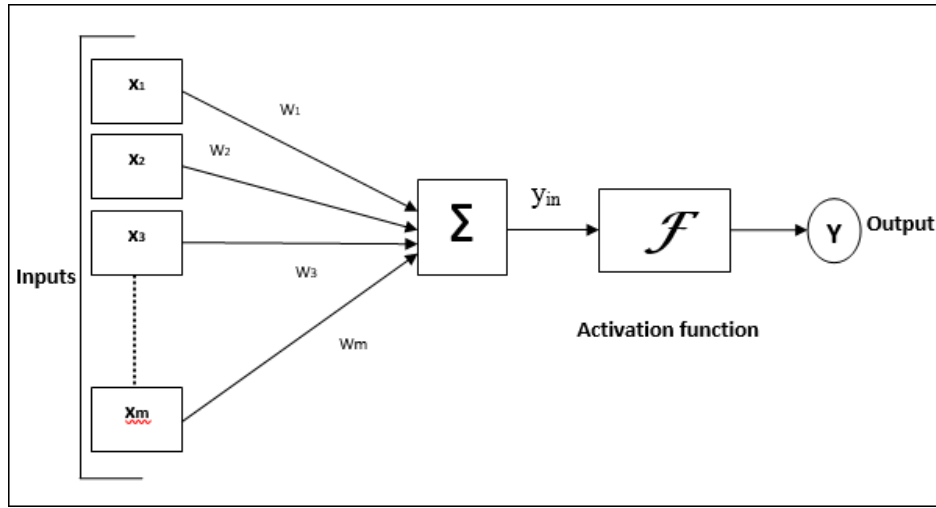 Inputs
x1
x2
x3
xm
W1
W2
W3
Wm
Σ
yin
ℱ
Activation function
Y
Output